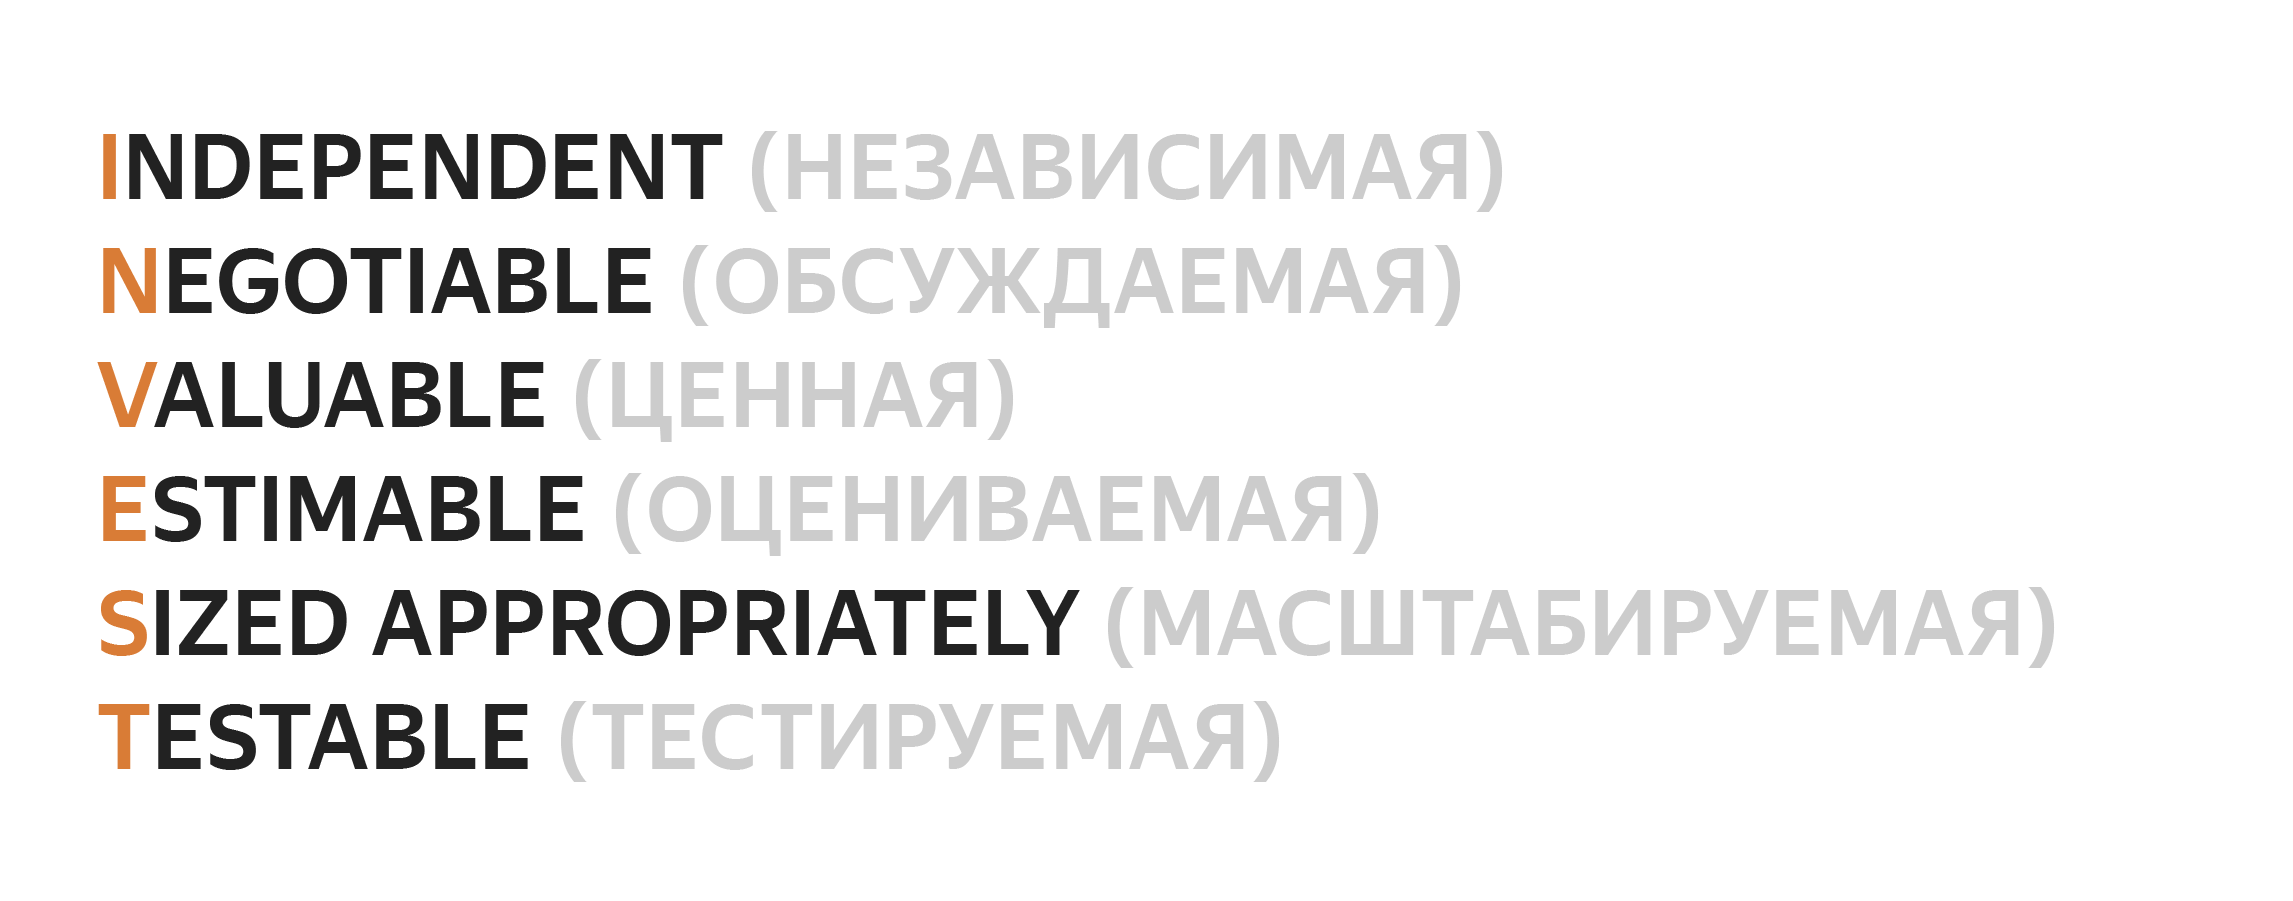 INDEPENDENT (НЕЗАВИСИМАЯ)
NEGOTIABLE (ОБСУЖДАЕМАЯ)
VALUABLE (ЦЕННАЯ)
ESTIMABLE (ОЦЕНИВАЕМАЯ)
SIZED APPROPRIATELY (МАСШТАБИРУЕМАЯ)
TESTABLE (ТЕСТИРУЕМАЯ)